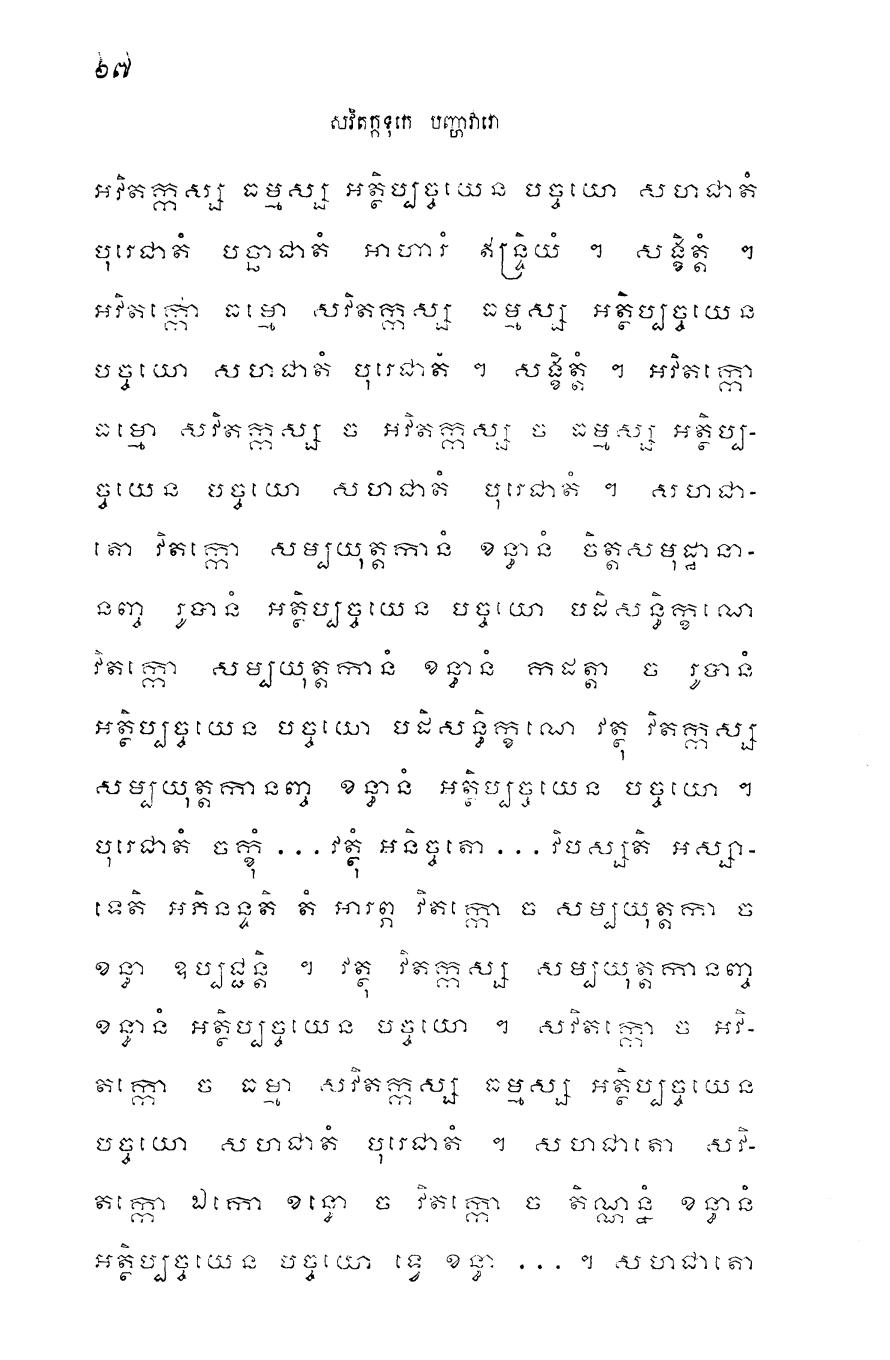 ៦៧
សវិតក្កទុកេ បញ្ហាវារោ
អវិតក្កស្ស ធម្មស្ស អត្ថិប្បច្ចយេន បច្ចយោ សហជាតំ
បុរេជាតំ បច្ឆាជាតំ អាហារំ ឥន្ទ្រិយំ ។ សង្ខិត្តំ ។
អវិតក្កោ ធម្មោ សវិតក្កស្ស ធម្មស្ស អត្ថិប្បច្ចយេន
បច្ចយោ សហជាតំ បុរេជាតំ ។ សង្ខិត្តំ ។ អវិតក្កោ
ធម្មោ សវិតក្កស្ស ច អវិតក្កស្ស ច ធម្មស្ស អត្ថិប្ប-
ច្ចយេន បច្ចយោ សហជាតំ បុរេជាតំ ។ សហជា-
តោ វិតក្កោ សម្បយុត្តកានំ ខន្ធានំ ចិត្តសមុដ្ឋានា-
នញ្ច រូបានំ អត្ថិប្បច្ចយេន បច្ចយោ បដិសន្ធិក្ខណេ
វិតក្កោ សម្បយុត្តកានំ ខន្ធានំ កដត្តា ច រូបានំ
អត្ថិប្បច្ចយេន បច្ចយោ បដិសន្ធិក្ខណេ វត្ថុ វិតក្កស្ស
សម្បយុត្តកានញ្ច ខន្ធានំ អត្ថិប្បច្ចយេន បច្ចយោ ។
បុរេជាតំ ចក្ខុំ ... វត្ថុំ អនិច្ចតោ ... វិបស្សតិ អស្សា-
ទេតិ អភិនន្ទតិ តំ អារព្ភ វិតក្កោ ច សម្បយុត្តកា ច
ខន្ធា ឧប្បជ្ជន្តិ ។ វត្ថុ វិតក្កស្ស សម្បយុត្តកានញ្ច
ខន្ធានំ អត្ថិប្បច្ចយេន បច្ចយោ ។ សវិតក្កោ ច អវិ-
តក្កោ ច ធម្មា សវិតក្កស្ស ធម្មស្ស អត្ថិប្បច្ចយេន
បច្ចយោ សហជាតំ បុរេជាតំ ។ សហជាតោ សវិ-
តក្កោ ឯកោ ខន្ធោ ច វិតក្កោ ច តិណ្ណន្នំ ខន្ធានំ
អត្ថិប្បច្ចយេន បច្ចយោ ទ្វេ ខន្ធា ... ។ សហជាតោ